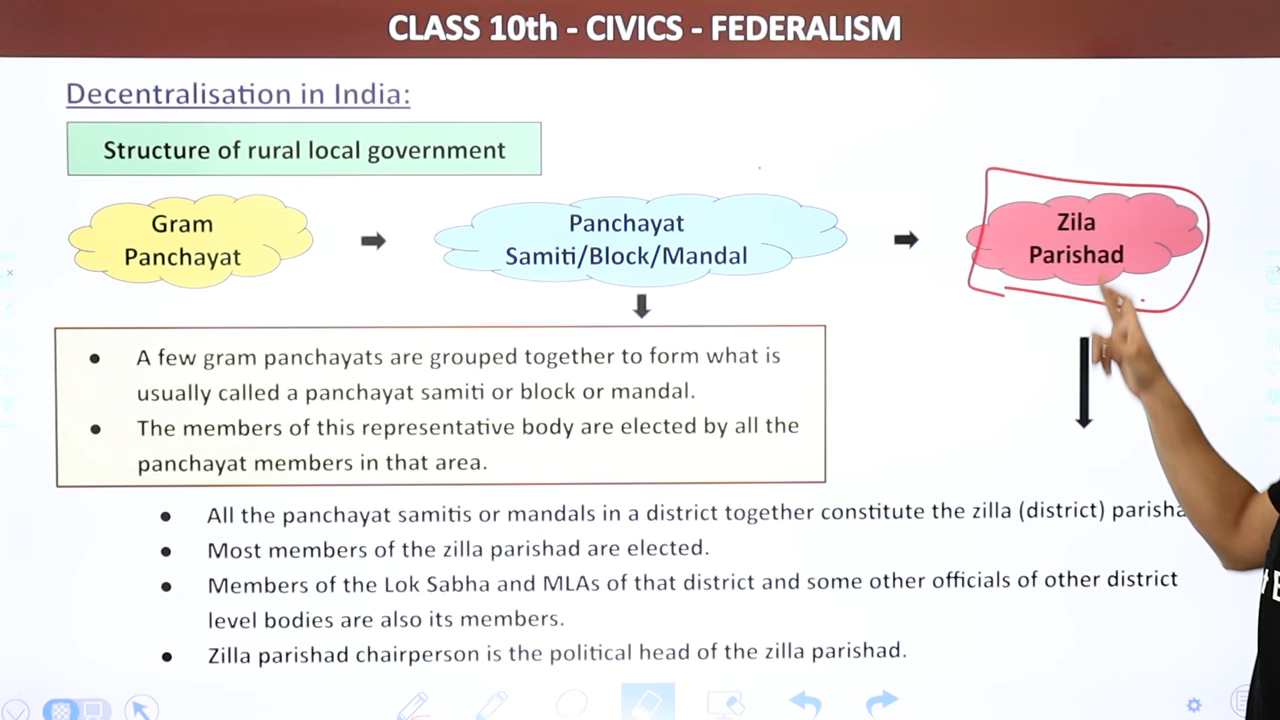 CLASS 10th - CIVICS - FEDERALISM
Decentralisation in India:
Structure of rural local government
Gram
Panchayat
Panchayat
Samiti/Block/Mandal
Zila
Parishad
● A few gram panchayats are grouped together to form what is
usually called a panchayat samiti or block or mandal.
● The members of this representative body are elected by all the
panchayat members in that area.
● All the panchayat samitis or mandals in a district together constitute the zilla (district) parisha
● Most members of the zilla parishad are elected.
● Members of the Lok Sabha and MLAs of that district and some other officials of other district
level bodies are also its members.
● Zilla parishad chairperson is the political head of the zilla parishad.